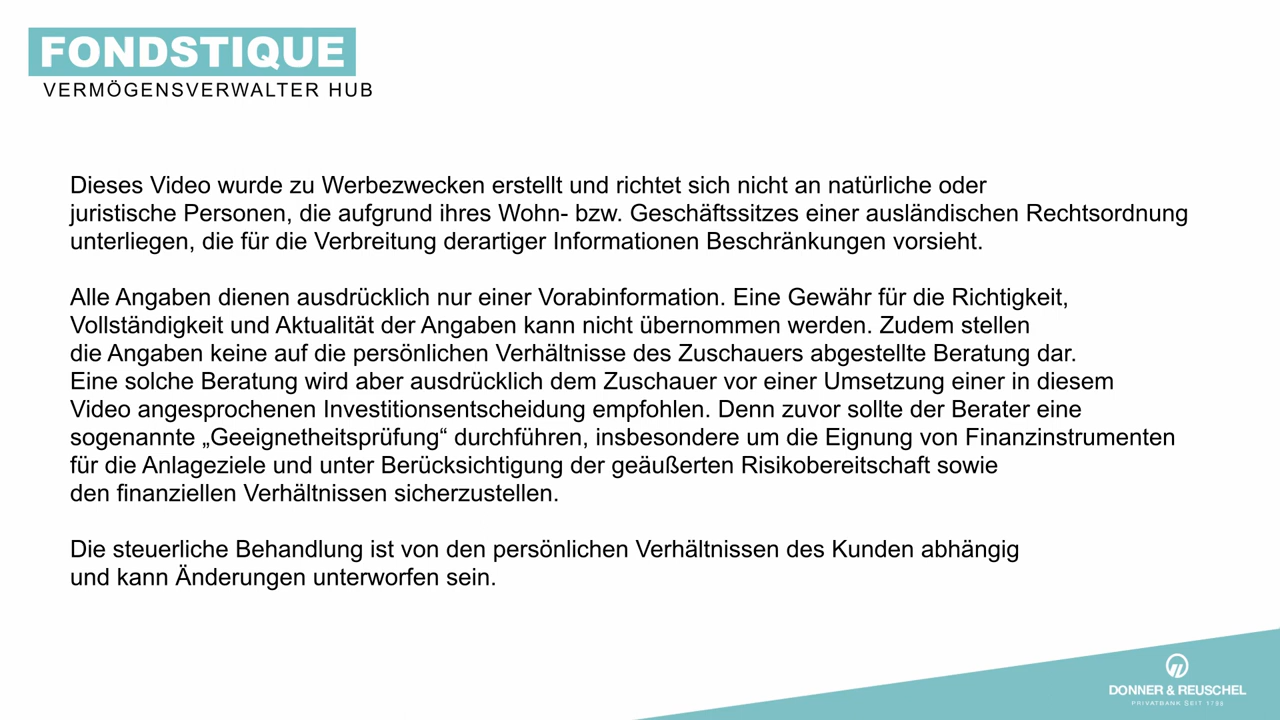 FONDSTIQUE
VERMÖGENSVERWALTER HUB
Dieses Video wurde zu Werbezwecken erstellt und richtet sich nicht an natürliche oder
juristische Personen, die aufgrund ihres Wohn- bzw. Geschäftssitzes einer ausländischen Rechtsordnung
unterliegen, die für die Verbreitung derartiger Informationen Beschränkungen vorsieht.
Alle Angaben dienen ausdrücklich nur einer Vorabinformation. Eine Gewähr für die Richtigkeit,
Vollständigkeit und Aktualität der Angaben kann nicht übernommen werden. Zudem stellen
die Angaben keine auf die persönlichen Verhältnisse des Zuschauers abgestellte Beratung dar.
Eine solche Beratung wird aber ausdrücklich dem Zuschauer vor einer Umsetzung einer in diesem
Video angesprochenen Investitionsentscheidung empfohlen. Denn zuvor sollte der Berater eine
sogenannte „Geeignetheitsprüfung“ durchführen, insbesondere um die Eignung von Finanzinstrumenten
für die Anlageziele und unter Berücksichtigung der geäußerten Risikobereitschaft sowie
den finanziellen Verhältnissen sicherzustellen.
Die steuerliche Behandlung ist von den persönlichen Verhältnissen des Kunden abhängig
und kann Änderungen unterworfen sein.
DONNER & REUSCHEL
PRIVATBANK SEIT 1798